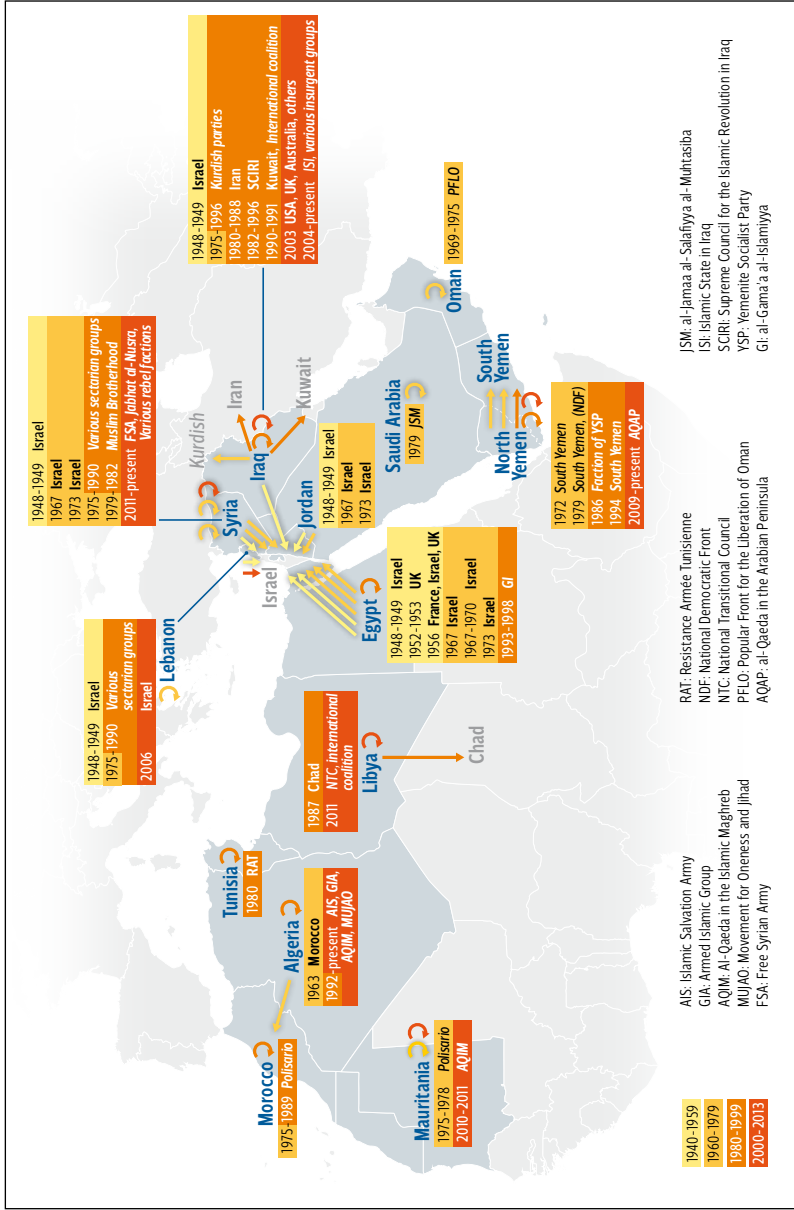 Morocco
1975-1989 Polisario
Algeria
1963 Morocco
1992-present AIS, GIA,
AQIM, MUJAO
Tunisia
1980 RAT
Mauritania
1975-1978 Polisario
2010-2011 AQIM
1987 Chad
2011 NTC, international
coalition
Libya
Chad
1948-1949 Israel
1975-1990 Various
sectarian groups
2006 Israel
Lebanon
Israel
Egypt
1948-1949 Israel
1952-1953 UK
1956 France, Israel, UK
1967 Israel
1967-1970 Israel
1973 Israel
1993-1998 GI
1948-1949 Israel
1967 Israel
1973 Israel
1975-1990 Various sectarian groups
1979-1982 Muslim Brotherhood
2011-present FSA, Jabhat al-Nusra,
Various rebel factions
Syria
Jordan
1948-1949 Israel
1967 Israel
1973 Israel
Kurdish
Iran
Iraq
Kuwait
1948-1949 Israel
1975-1996 Kurdish parties
1980-1988 Iran
1982-1996 SCIRI
1990-1991 Kuwait, International coalition
2003 USA, UK, Australia, others
2004-present ISI, various insurgent groups
Saudi Arabia
1979 JSM
Oman
1969-1975 PFLO
North
Yemen
South
Yemen
1972 South Yemen
1979 South Yemen, (NDF)
1986 Faction of YSP
1994 South Yemen
2009-present AQAP
1940-1959
1960-1979
1980-1999
2000-2013
AIS: Islamic Salvation Army
GIA: Armed Islamic Group
AQIM: Al-Qaeda in the Islamic Maghreb
MUJAO: Movement for Oneness and Jihad
FSA: Free Syrian Army
RAT: Resistance Armée Tunisienne
NDF: National Democratic Front
NTC: National Transitional Council
PFLO: Popular Front for the Liberation of Oman
AQAP: al-Qaeda in the Arabian Peninsula
JSM: al-Jamaa al-Salafiyya al-Muhtasiba
ISI: Islamic State in Iraq
SCIRI: Supreme Council for the Islamic Revolution in Iraq
YSP: Yemenite Socialist Party
GI: al-Gama'a al-Islamiyya